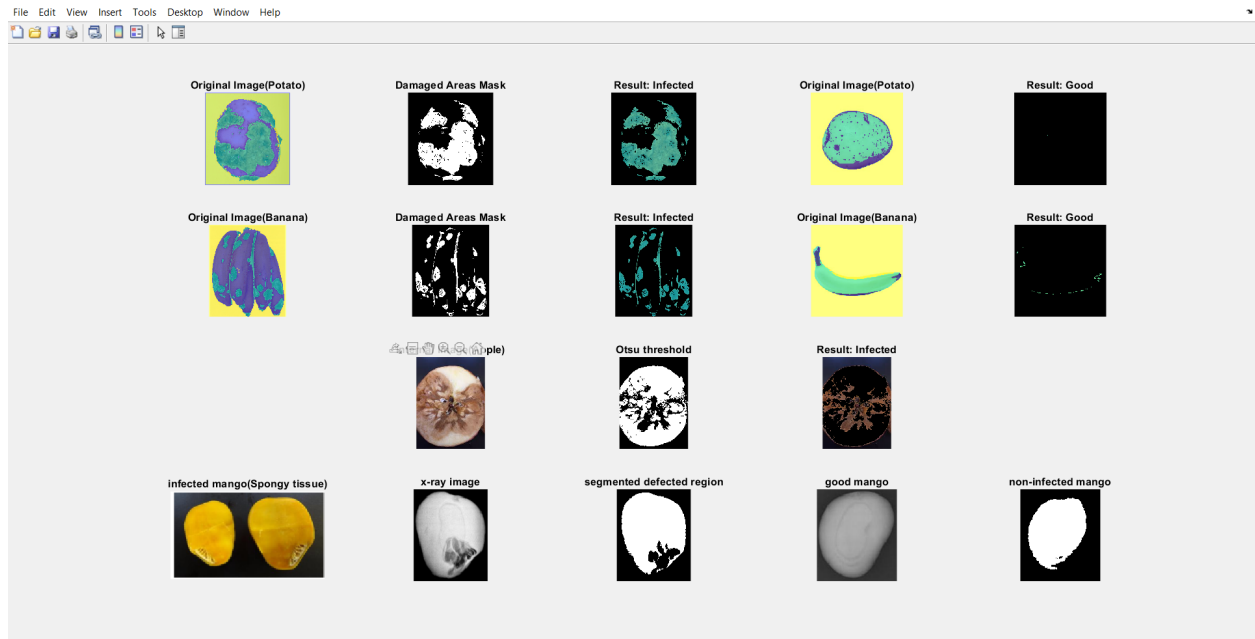 File Edit View Insert Tools Desktop Window Help
Original Image(Potato) Damaged Areas Mask Result: Infected Original Image(Potato) Result: Good
Original Image(Banana) Damaged Areas Mask Result: Infected Original Image(Banana) Result: Good
ple) Otsu threshold Result: Infected
infected mango(Spongy tissue) x-ray image segmented defected region good mango non-infected mango